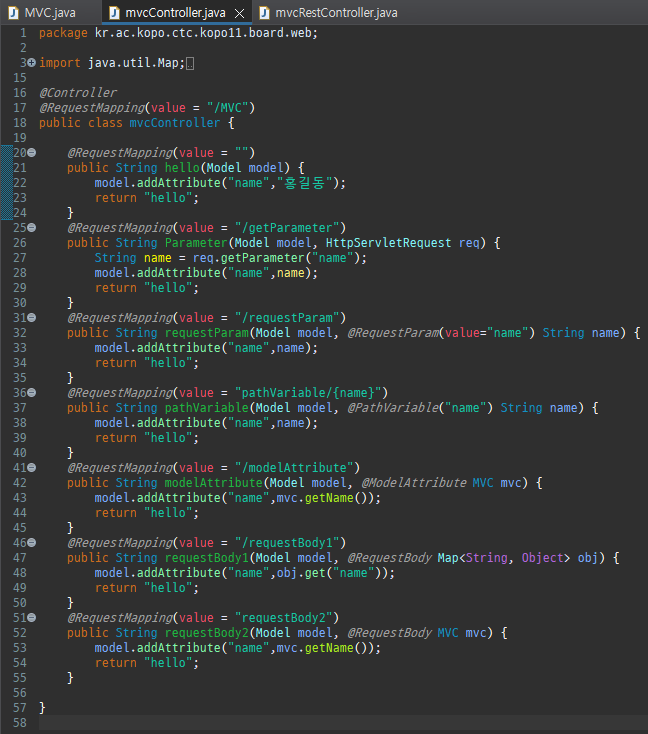 MVC.java mvcController.java mvcRestController.java
1 package kr.ac.kopo.ctc.kopo11.board.web;
2
3 import java.util.Map;
15
16 @Controller
17 @RequestMapping(value = "/MVC")
18 public class mvcController {
19
20 @RequestMapping(value = "")
21 public String hello(Model model) {
22 model.addAttribute("name","홍길동");
23 return "hello";
24 }
25 @RequestMapping(value = "/getParameter")
26 public String Parameter(Model model, HttpServletRequest req) {
27 String name = req.getParameter("name");
28 model.addAttribute("name",name);
29 return "hello";
30 }
31 @RequestMapping(value = "/requestParam")
32 public String requestParam(Model model, @RequestParam(value="name") String name) {
33 model.addAttribute("name",name);
34 return "hello";
35 }
36 @RequestMapping(value = "pathVariable/{name}")
37 public String pathVariable(Model model, @PathVariable("name") String name) {
38 model.addAttribute("name",name);
39 return "hello";
40 }
41 @RequestMapping(value = "/modelAttribute")
42 public String modelAttribute(Model model, @ModelAttribute MVC mvc) {
43 model.addAttribute("name",mvc.getName());
44 return "hello";
45 }
46 @RequestMapping(value = "/requestBody1")
47 public String requestBody1(Model model, @RequestBody Map<String, Object> obj) {
48 model.addAttribute("name",obj.get("name"));
49 return "hello";
50 }
51 @RequestMapping(value = "requestBody2")
52 public String requestBody2(Model model, @RequestBody MVC mvc) {
53 model.addAttribute("name",mvc.getName());
54 return "hello";
55 }
56
57 }
58